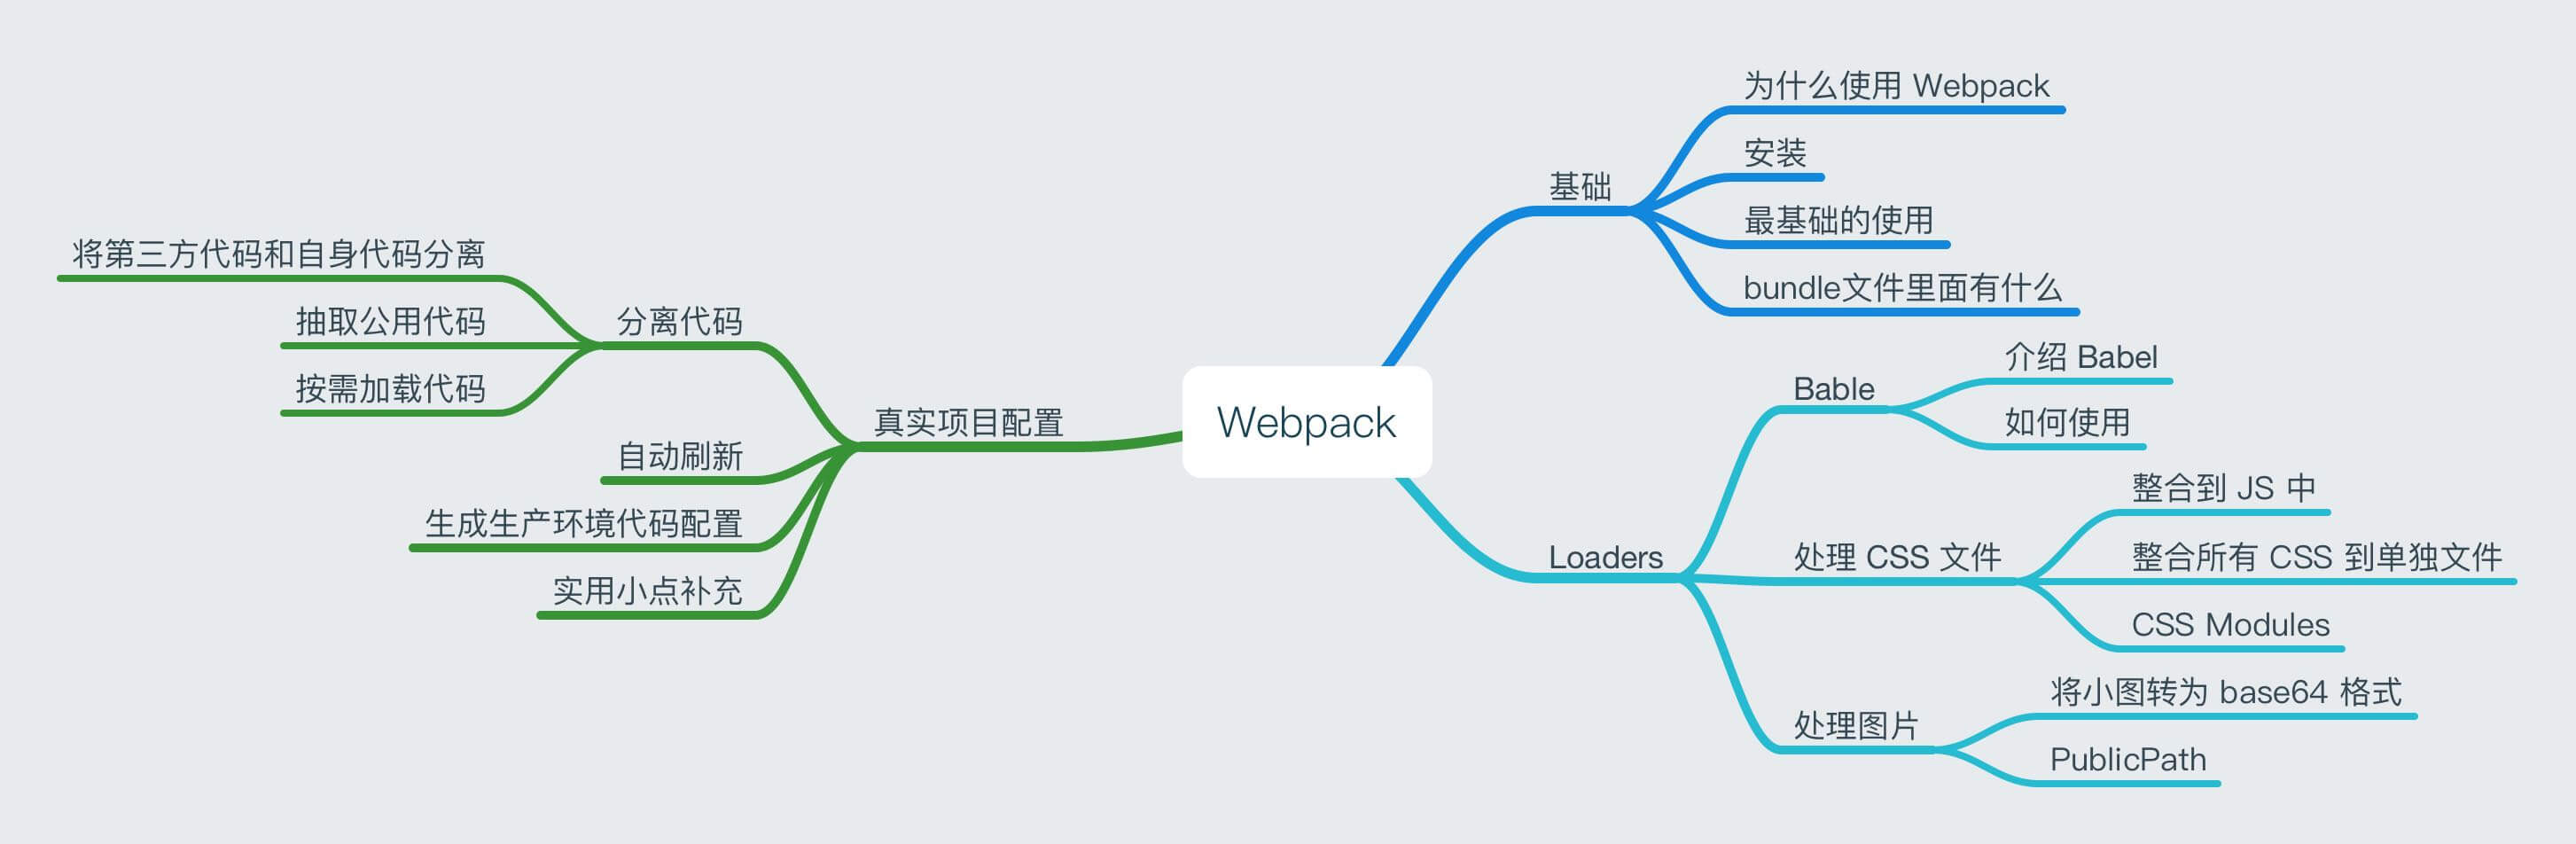 Webpack
基础
为什么使用 Webpack
安装
最基础的使用
bundle文件里面有什么
Loaders
Bable
介绍 Babel
如何使用
处理 CSS 文件
整合到 JS 中
整合所有 CSS 到单独文件
CSS Modules
处理图片
将小图转为 base64 格式
PublicPath
真实项目配置
分离代码
将第三方代码和自身代码分离
抽取公用代码
按需加载代码
自动刷新
生成生产环境代码配置
实用小点补充